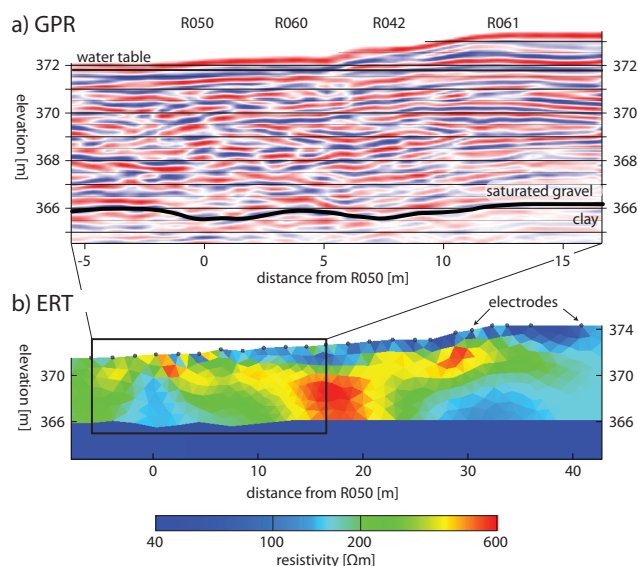 R050 R060 R042 R061
a) GPR
water table
372 372
370 370
368 368
366 366
elevation [m]
elevation [m]
saturated gravel
clay
-5 0 5 10 15
distance from R050 [m]
b) ERT
electrodes
374
370 370
366 366
elevation [m]
elevation [m]
0 10 20 30 40
distance from R050 [m]
40 100 200 600
resistivity [Ωm]